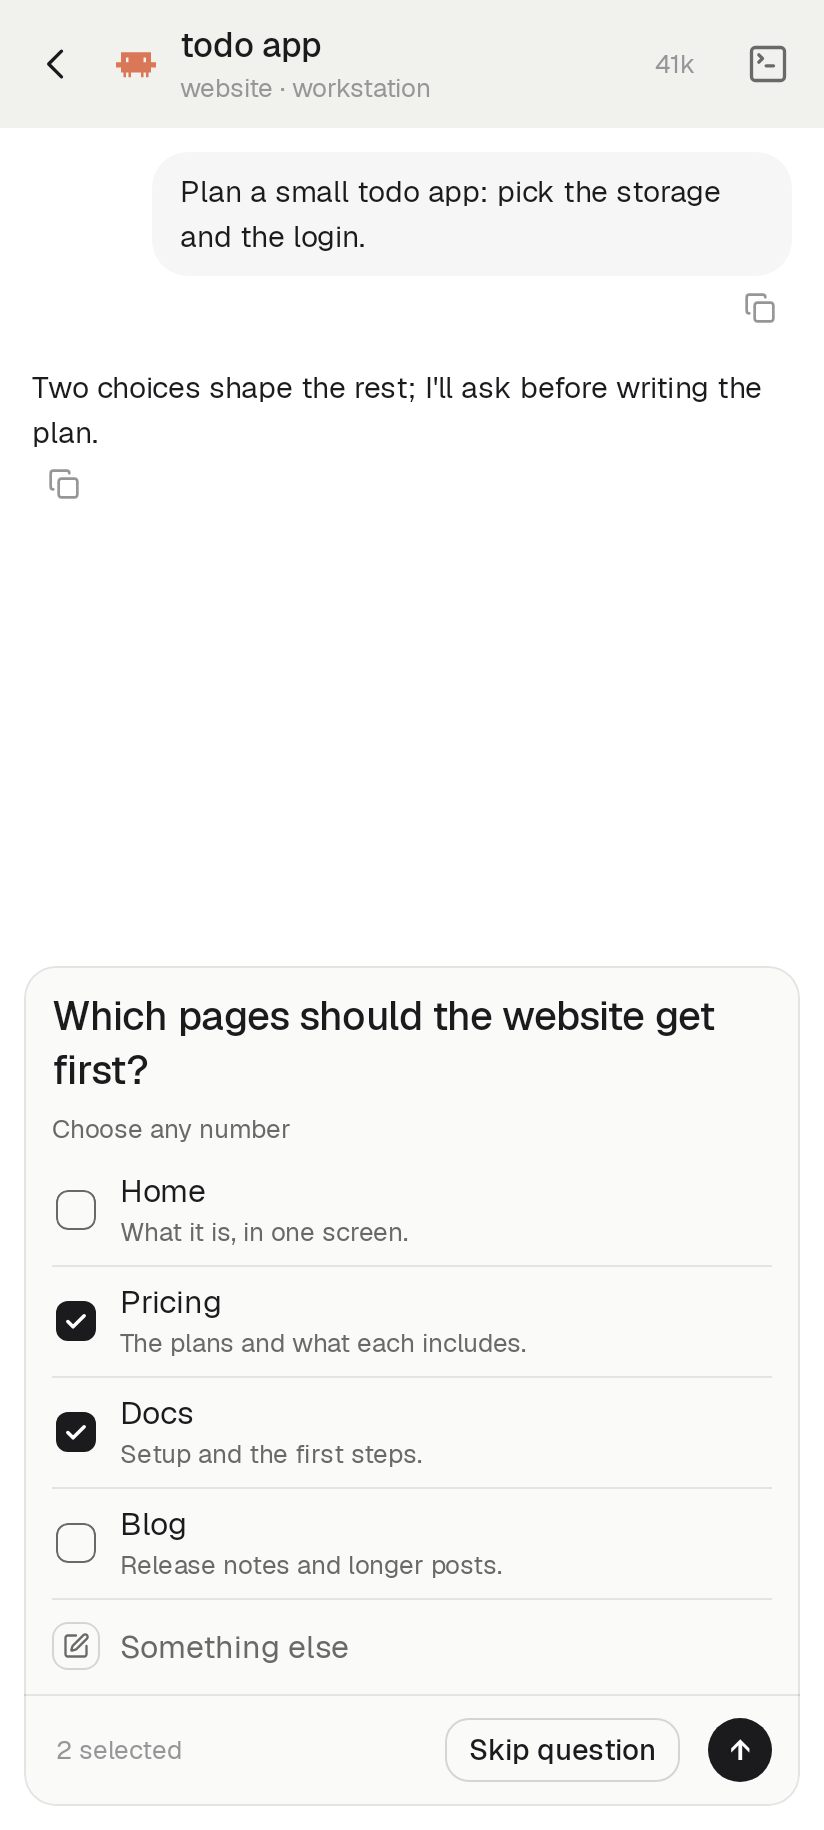 todo app
website · workstation
41k
Plan a small todo app: pick the storage
and the login.
Two choices shape the rest; I'll ask before writing the
plan.
Which pages should the website get
first?
Choose any number
Home
What it is, in one screen.
Pricing
The plans and what each includes.
Docs
Setup and the first steps.
Blog
Release notes and longer posts.
Something else
2 selected
Skip question